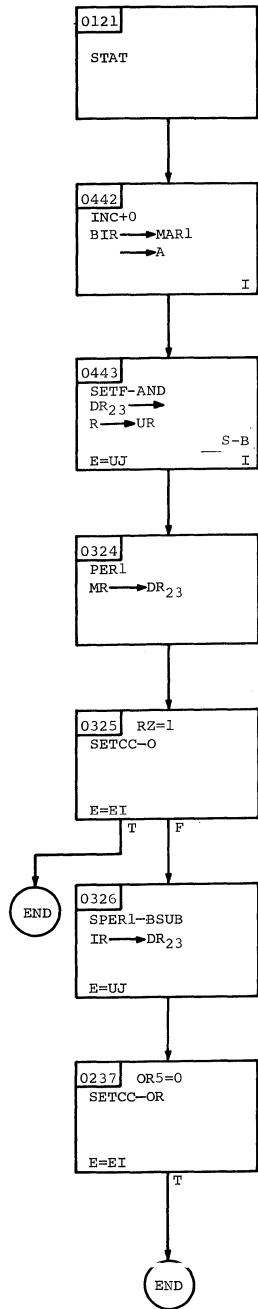 0121
STAT
0442
INC+0
BIR → MAR1
→ A
I
0443
SETF-AND
DR23 →
R → UR
S-B
E=UJ I
0324
PER1
MR → DR23
0325 RZ=1
SETCC-O
E=EI
T F
END
0326
SPER1-BSUB
IR → DR23
E=UJ
0237 OR5=0
SETCC-OR
E=EI
T
END